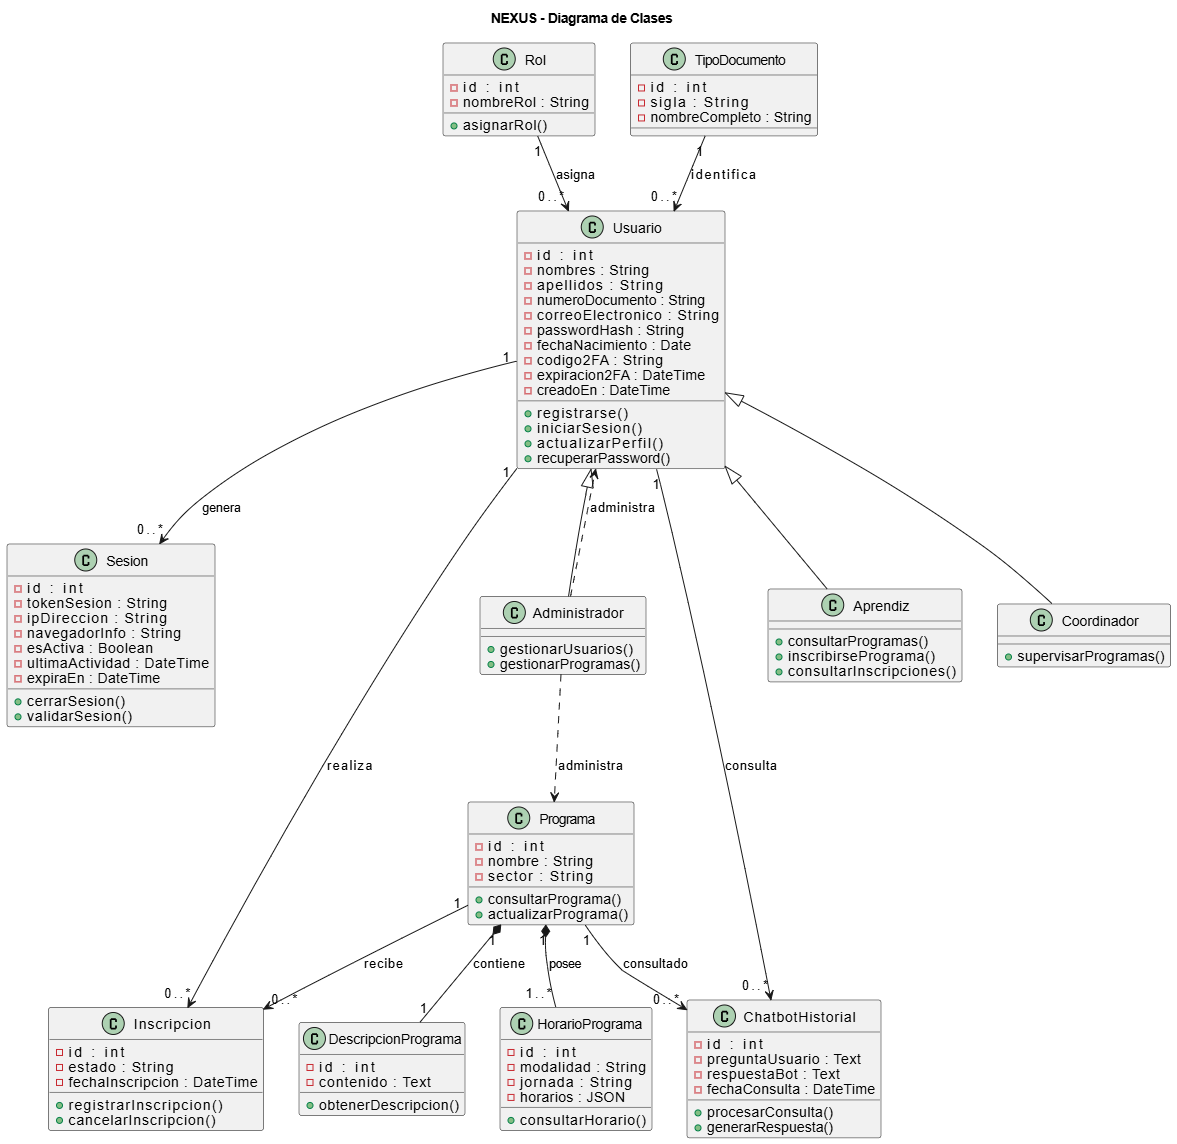 NEXUS - Diagrama de Clases
C Rol
id : int
nombreRol : String
asignarRol()
C TipoDocumento
id : int
sigla : String
nombreCompleto : String
1
1
asigna
identifica
0..*
0..*
C Usuario
id : int
nombres : String
apellidos : String
numeroDocumento : String
correoElectronico : String
passwordHash : String
fechaNacimiento : Date
codigo2FA : String
expiracion2FA : DateTime
creadoEn : DateTime
registrarse()
iniciarSesion()
actualizarPerfil()
recuperarPassword()
1
1
1
1
genera
administra
0..*
C Sesion
id : int
tokenSesion : String
ipDireccion : String
navegadorInfo : String
esActiva : Boolean
ultimaActividad : DateTime
expiraEn : DateTime
cerrarSesion()
validarSesion()
C Administrador
gestionarUsuarios()
gestionarProgramas()
C Aprendiz
consultarProgramas()
inscribirsePrograma()
consultarInscripciones()
C Coordinador
supervisarProgramas()
realiza
administra
consulta
C Programa
id : int
nombre : String
sector : String
consultarPrograma()
actualizarPrograma()
1
1
1
1
recibe
contiene
posee
consultado
0..*
0..*
1
1..*
0..*
0..*
C Inscripcion
id : int
estado : String
fechaInscripcion : DateTime
registrarInscripcion()
cancelarInscripcion()
C DescripcionPrograma
id : int
contenido : Text
obtenerDescripcion()
C HorarioPrograma
id : int
modalidad : String
jornada : String
horarios : JSON
consultarHorario()
C ChatbotHistorial
id : int
preguntaUsuario : Text
respuestaBot : Text
fechaConsulta : DateTime
procesarConsulta()
generarRespuesta()